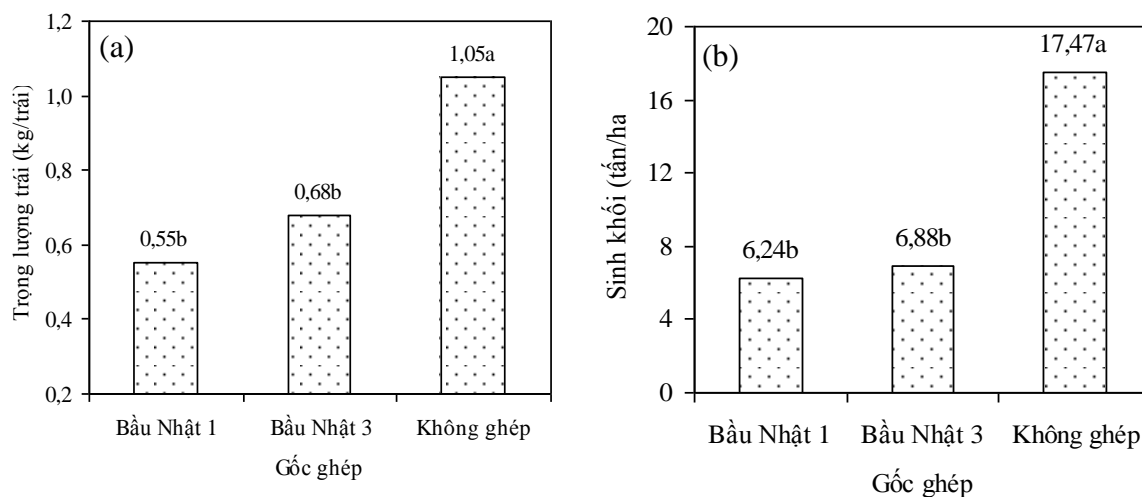 (a)
Trọng lượng trái (kg/trái)
1,2
1,0
0,8
0,6
0,4
0,2
0,55b
0,68b
1,05a
Bầu Nhật 1
Bầu Nhật 3
Không ghép
Gốc ghép
(b)
Sinh khối (tấn/ha
20
16
12
8
4
0
6,24b
6,88b
17,47a
Bầu Nhật 1
Bầu Nhật 3
Không ghép
Gốc ghép